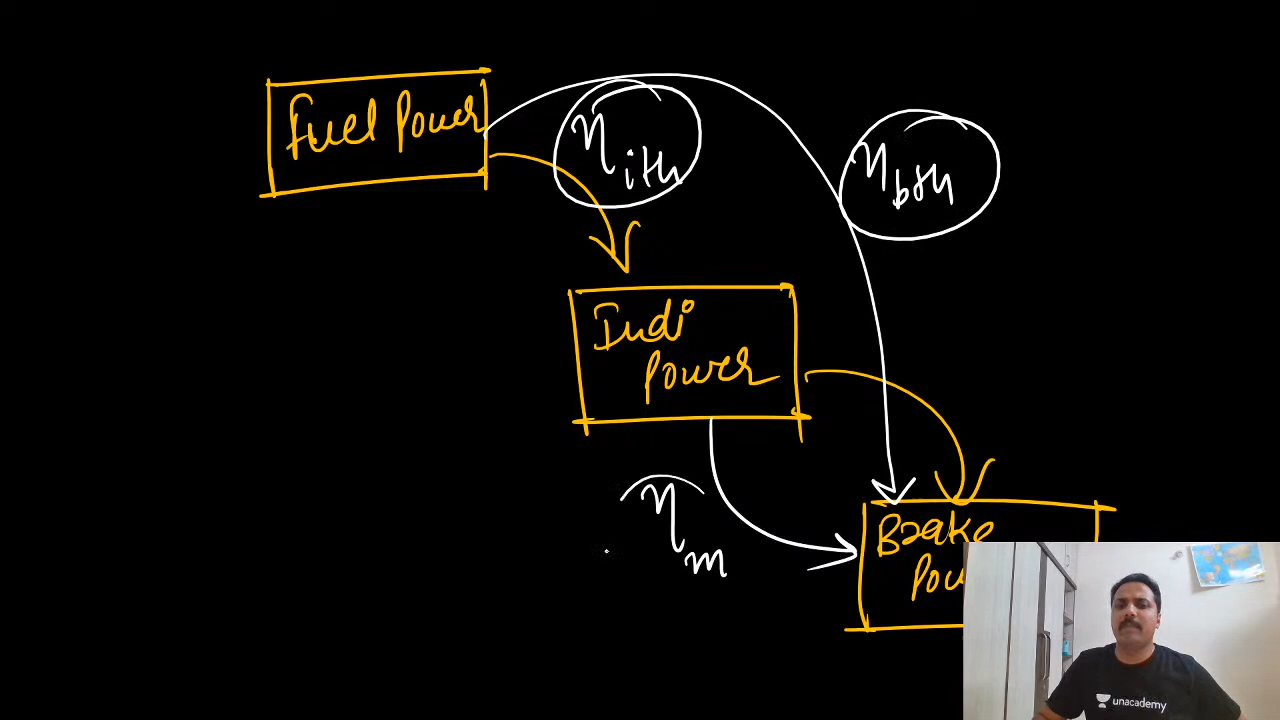 Fuel Power
ηith
ηbth
Indi
Power
ηm
Brake
unacademy